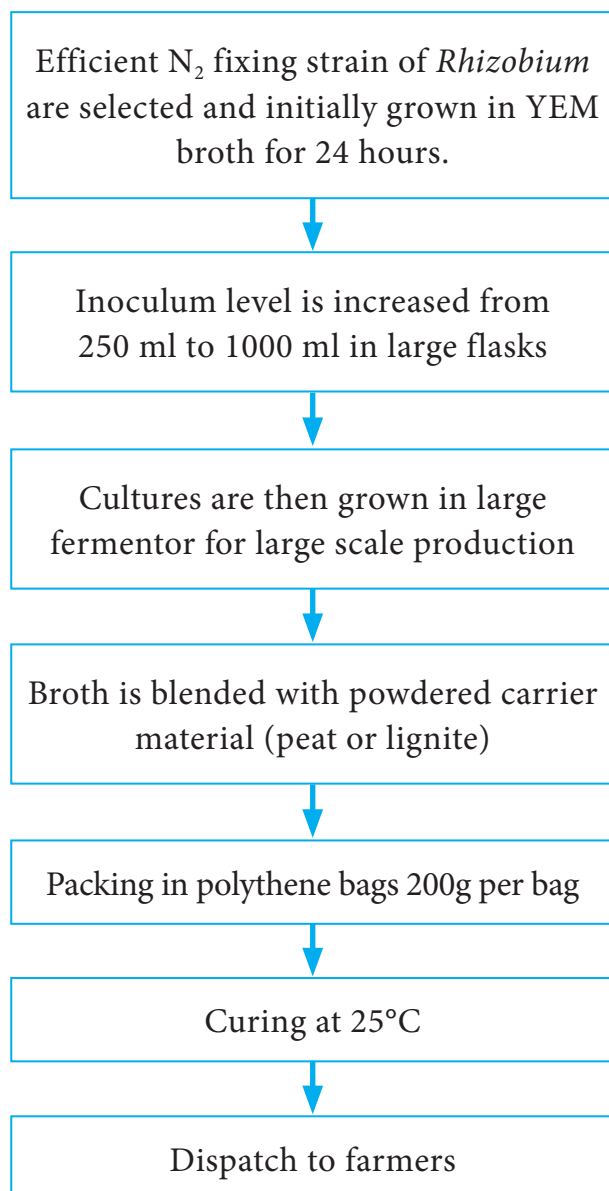 Efficient N₂ fixing strain of Rhizobium
are selected and initially grown in YEM
broth for 24 hours.
Inoculum level is increased from
250 ml to 1000 ml in large flasks
Cultures are then grown in large
fermentor for large scale production
Broth is blended with powdered carrier
material (peat or lignite)
Packing in polythene bags 200g per bag
Curing at 25°C
Dispatch to farmers